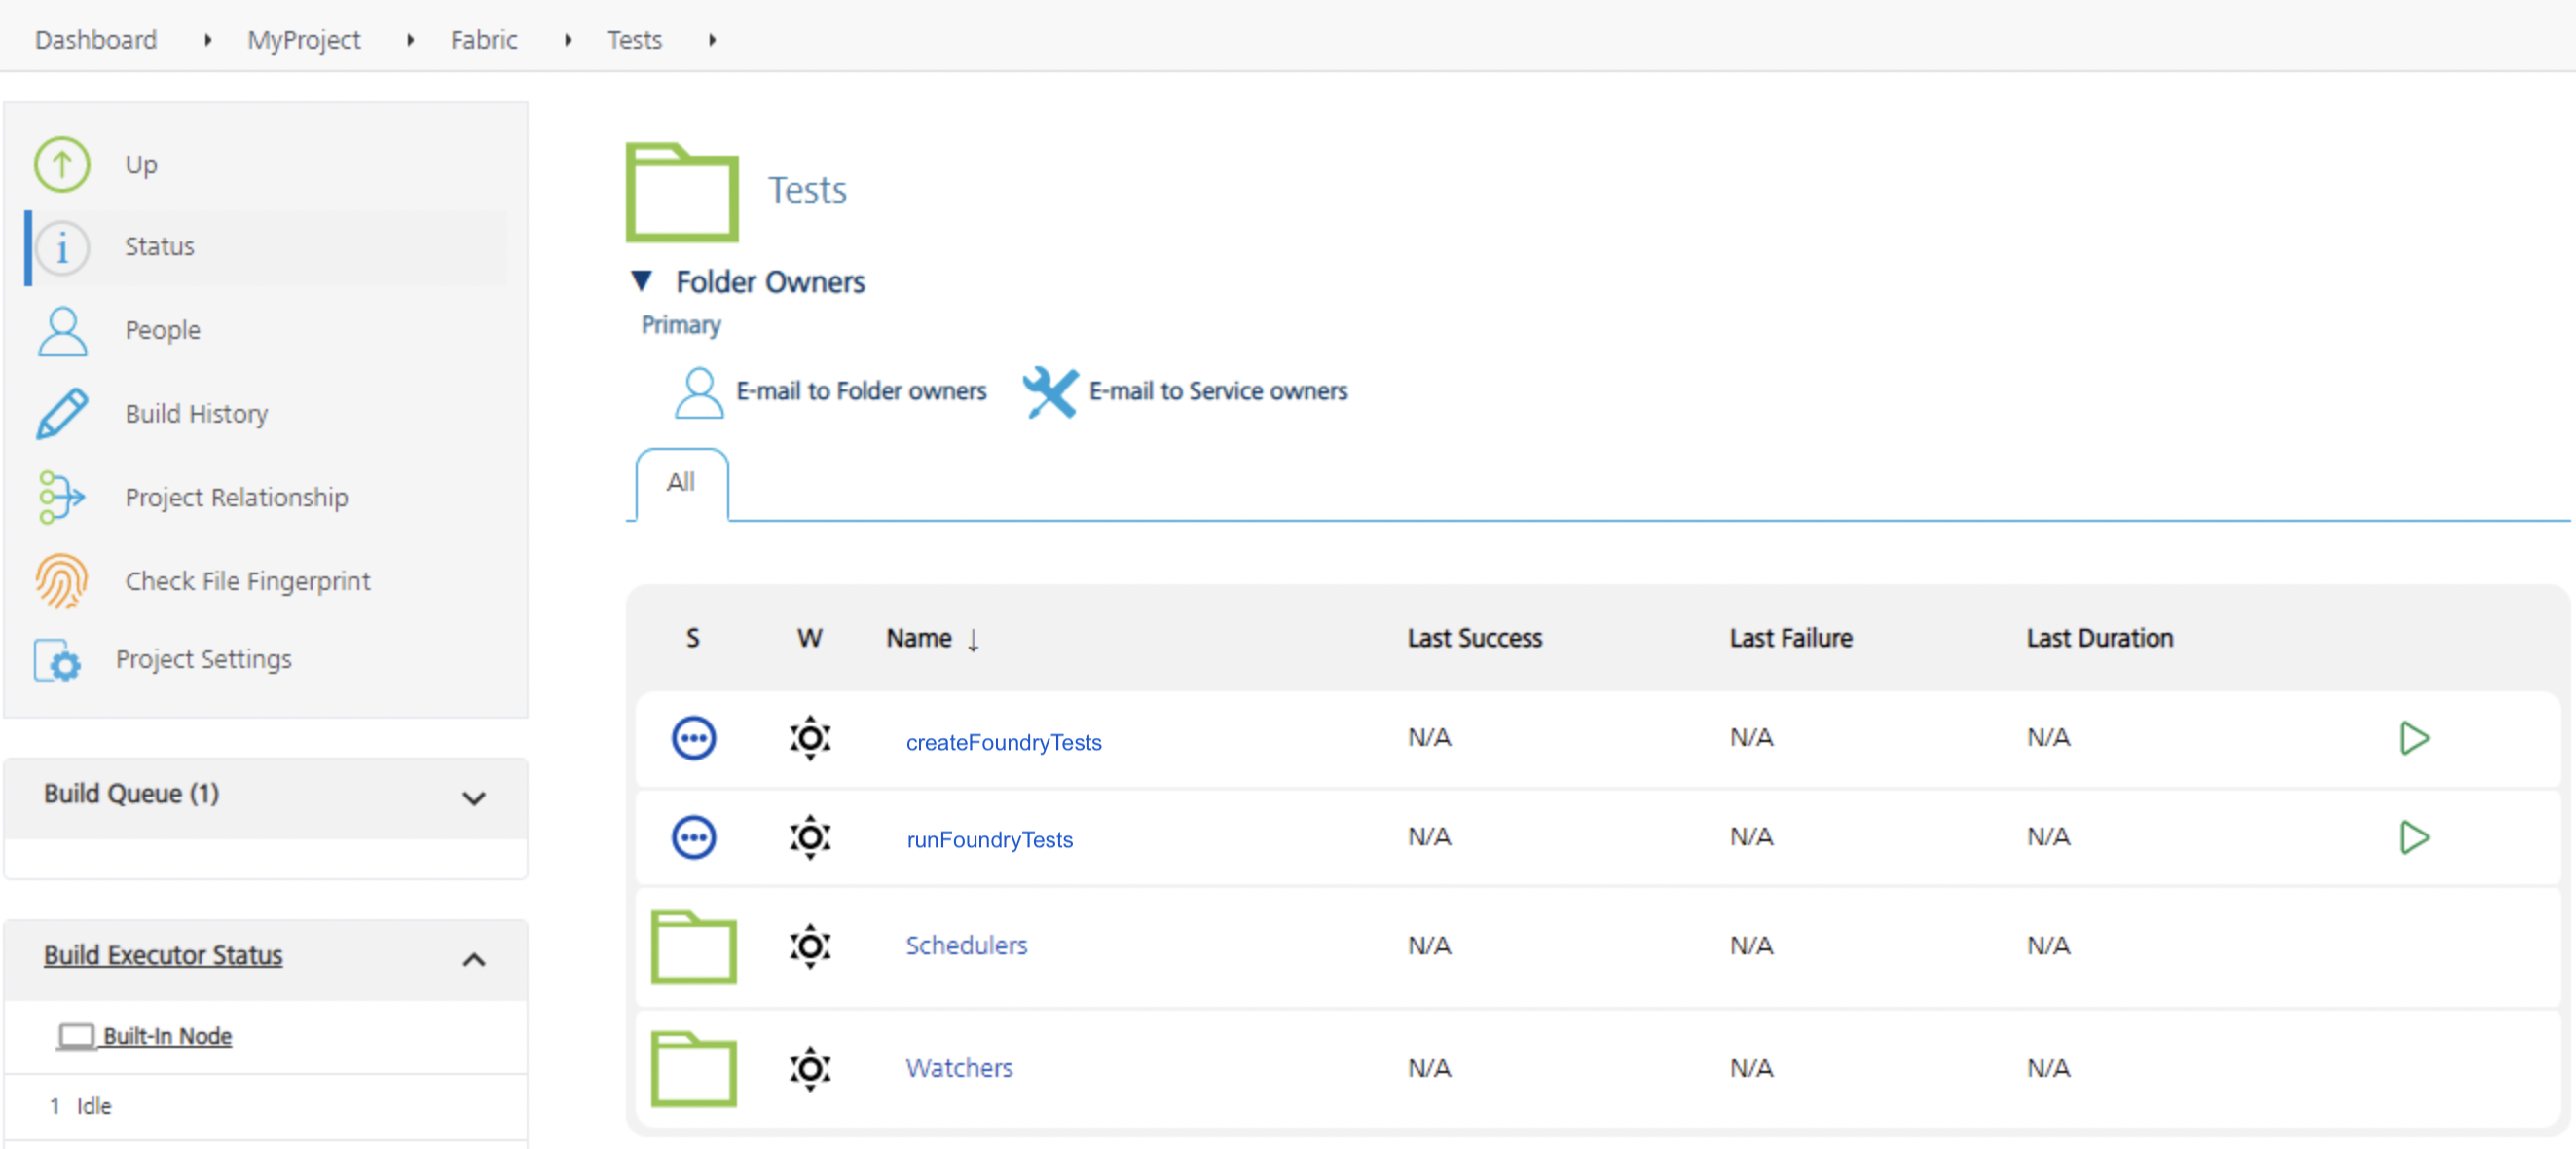 Dashboard MyProject Fabric Tests
Up
Status
People
Build History
Project Relationship
Check File Fingerprint
Project Settings
Build Queue (1)
Build Executor Status
Built-In Node
1 Idle
Tests
Folder Owners
Primary
E-mail to Folder owners E-mail to Service owners
All
S W Name ↓ Last Success Last Failure Last Duration
createFoundryTests N/A N/A N/A
runFoundryTests N/A N/A N/A
Schedulers N/A N/A N/A
Watchers N/A N/A N/A